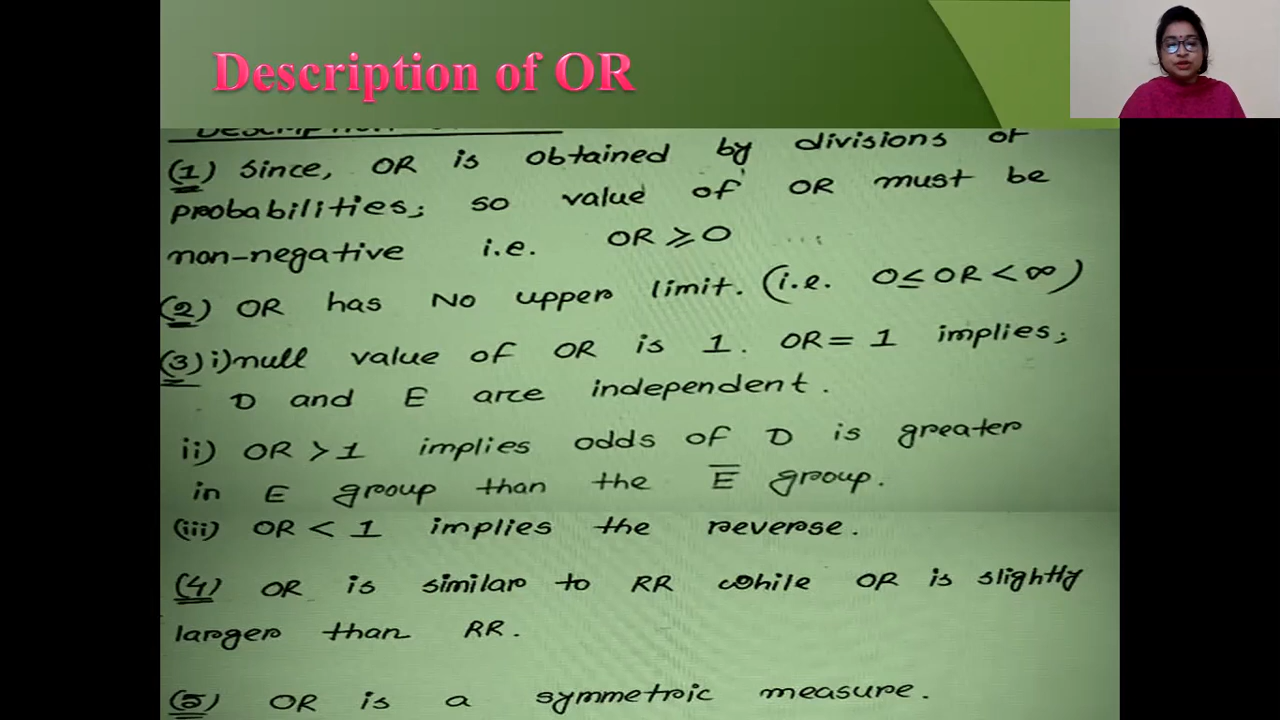 Description of OR
(1) Since, OR is obtained by divisions of
probabilities; so value of OR must be
non-negative i.e. OR ⩾ 0
(2) OR has No upper limit. (i.e. 0 ≤ OR < ∞)
(3) i) null value of OR is 1. OR = 1 implies;
D and E are independent.
ii) OR > 1 implies odds of D is greater
in E group than the E̅ group.
(iii) OR < 1 implies the reverse.
(4) OR is similar to RR while OR is slightly
larger than RR.
(5) OR is a symmetric measure.